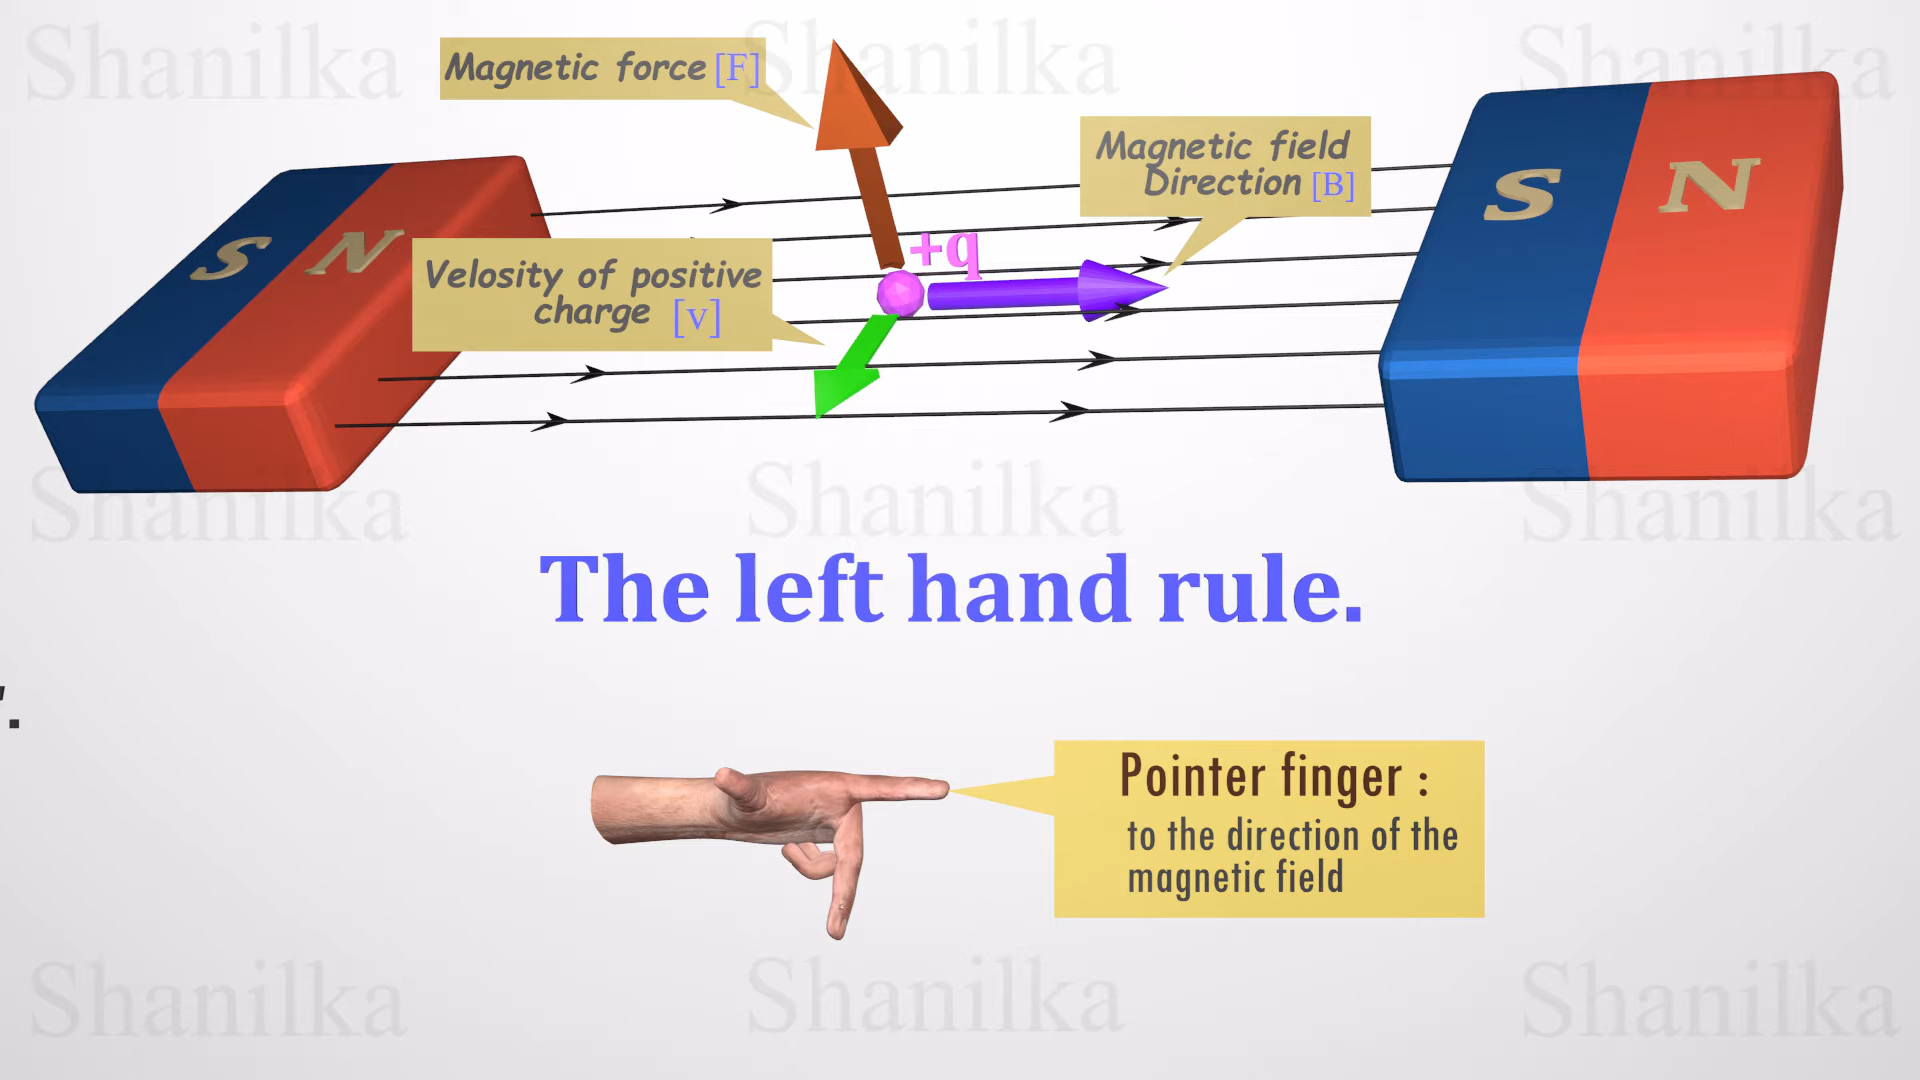 Shanilka Shanilka Shanilka
Magnetic force [F]
Magnetic field
Direction [B]
S N
S N
+q
Velosity of positive
charge [v]
Shanilka Shanilka Shanilka
The left hand rule.
Pointer finger :
to the direction of the
magnetic field
Shanilka Shanilka Shanilka